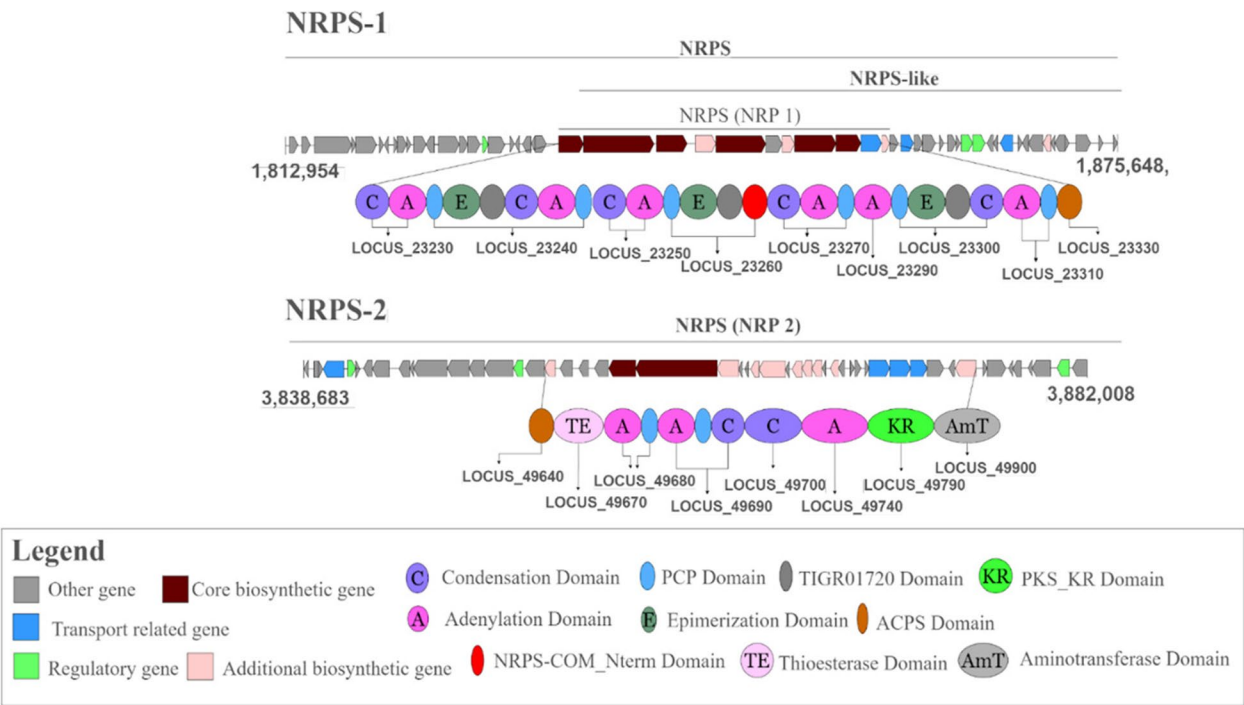 NRPS-1
NRPS
NRPS-like
NRPS (NRP 1)
1,812,954
1,875,648,
C A E C A C A E C A A E C A
LOCUS_23230
LOCUS_23240
LOCUS_23250
LOCUS_23260
LOCUS_23270
LOCUS_23290
LOCUS_23300
LOCUS_23310
LOCUS_23330
NRPS-2
NRPS (NRP 2)
3,838,683
3,882,008
TE A A C C A KR AmT
LOCUS_49640
LOCUS_49670
LOCUS_49680
LOCUS_49690
LOCUS_49700
LOCUS_49740
LOCUS_49790
LOCUS_49900
Legend
Other gene
Core biosynthetic gene
Transport related gene
Regulatory gene
Additional biosynthetic gene
C Condensation Domain
PCP Domain
TIGR01720 Domain
KR PKS_KR Domain
A Adenylation Domain
E Epimerization Domain
ACPS Domain
NRPS-COM_Nterm Domain
TE Thioesterase Domain
AmT Aminotransferase Domain